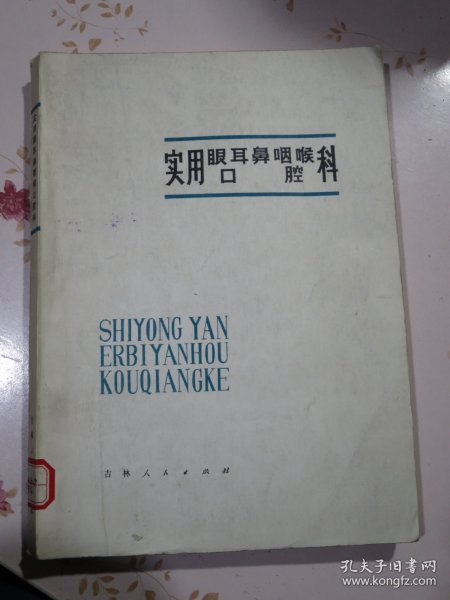 实用眼耳鼻咽喉科
口腔
SHIYONG YAN
ERBIYANHOU
KOUQIANGKE
吉林人民出版社
孔夫子旧书网
www.kongfz.com